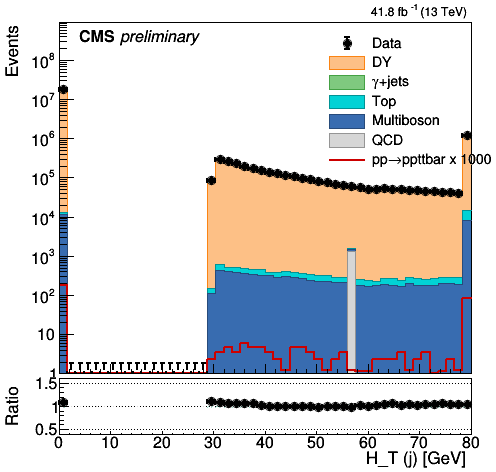 41.8 fb⁻¹ (13 TeV)
CMS preliminary
Events
Data
DY
γ+jets
Top
Multiboson
QCD
pp→ppttbar x 1000
10⁸
10⁷
10⁶
10⁵
10⁴
10³
10²
10
1
Ratio
1.5
1
0.5
0 10 20 30 40 50 60 70 80
H_T (j) [GeV]